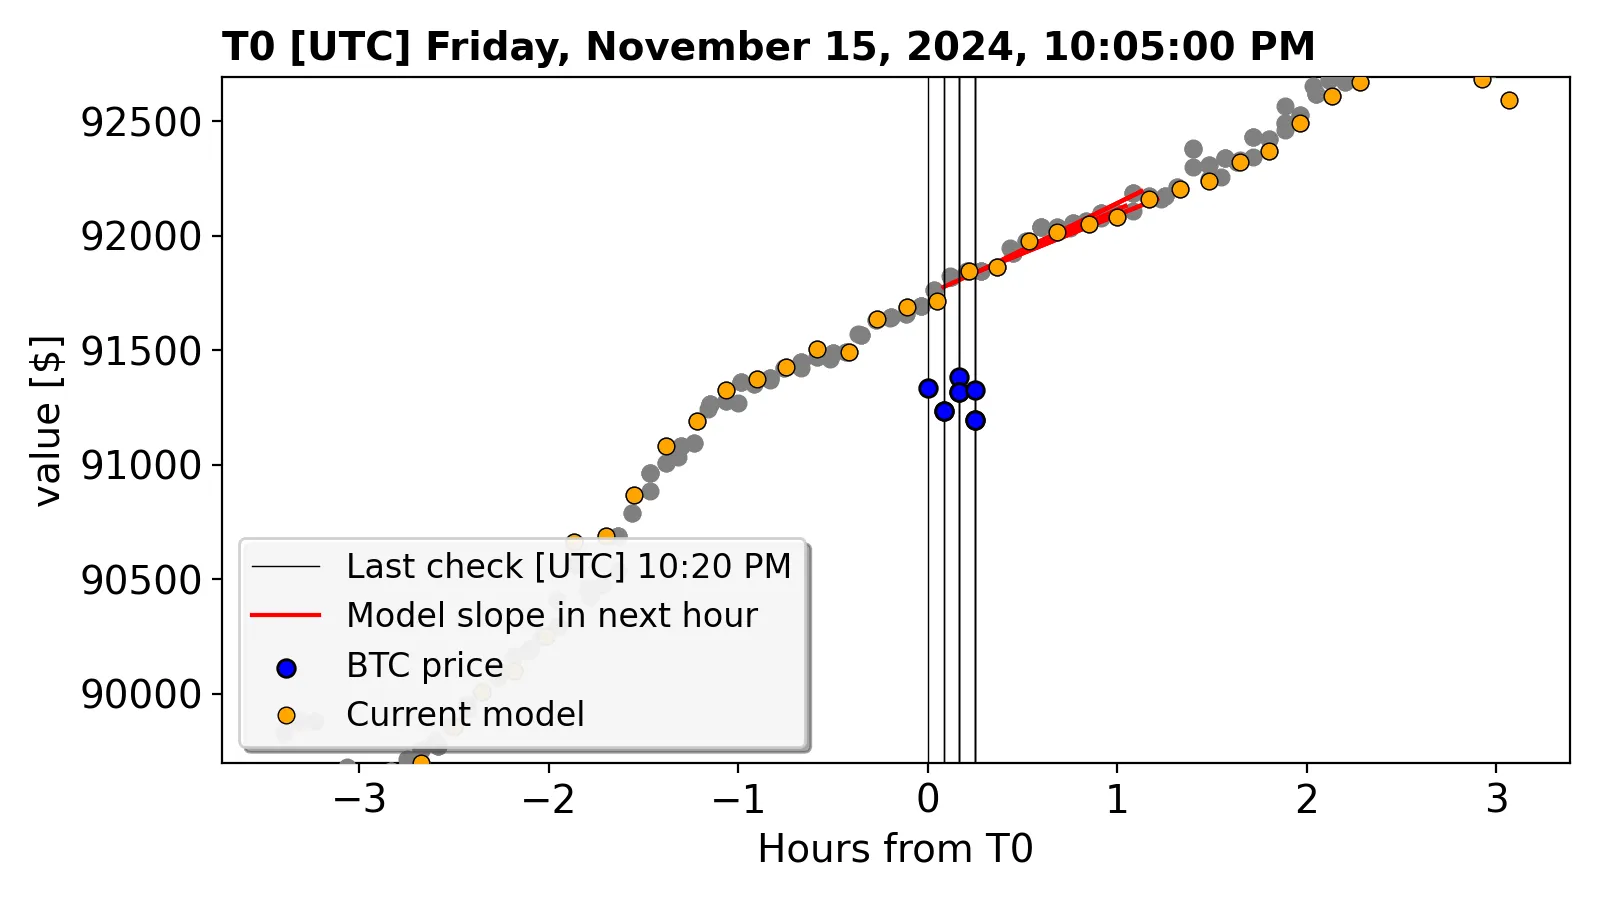 T0 [UTC] Friday, November 15, 2024, 10:05:00 PM
92500
92000
91500
91000
90500
90000
value [$]
Last check [UTC] 10:20 PM
Model slope in next hour
BTC price
Current model
−3 −2 −1 0 1 2 3
Hours from T0